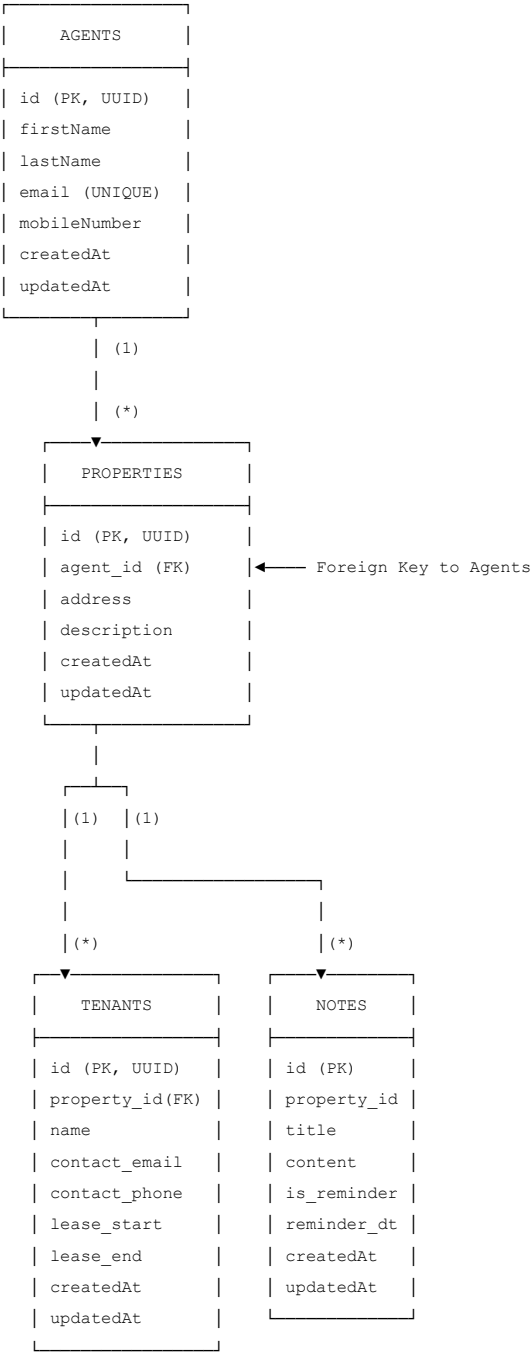 AGENTS
id (PK, UUID)
firstName
lastName
email (UNIQUE)
mobileNumber
createdAt
updatedAt
(1)
(*)
PROPERTIES
id (PK, UUID)
agent_id (FK) Foreign Key to Agents
address
description
createdAt
updatedAt
(1) (1)
(*) (*)
TENANTS
id (PK, UUID)
property_id(FK)
name
contact_email
contact_phone
lease_start
lease_end
createdAt
updatedAt
NOTES
id (PK)
property_id
title
content
is_reminder
reminder_dt
createdAt
updatedAt